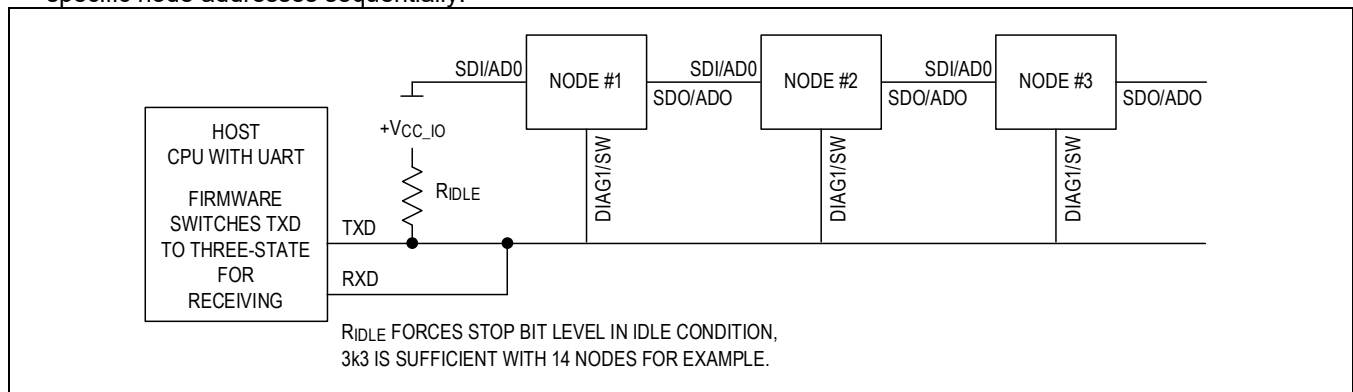 specific node addresses sequentially.
SDI/AD0
NODE #1
SDI/AD0
SDO/ADO
NODE #2
SDI/AD0
SDO/ADO
NODE #3
SDO/ADO
+VCC_IO
HOST
CPU WITH UART
FIRMWARE
SWITCHES TXD
TO THREE-STATE
FOR
RECEIVING
RIDLE
DIAG1/SW
DIAG1/SW
DIAG1/SW
TXD
RXD
RIDLE FORCES STOP BIT LEVEL IN IDLE CONDITION,
3k3 IS SUFFICIENT WITH 14 NODES FOR EXAMPLE.